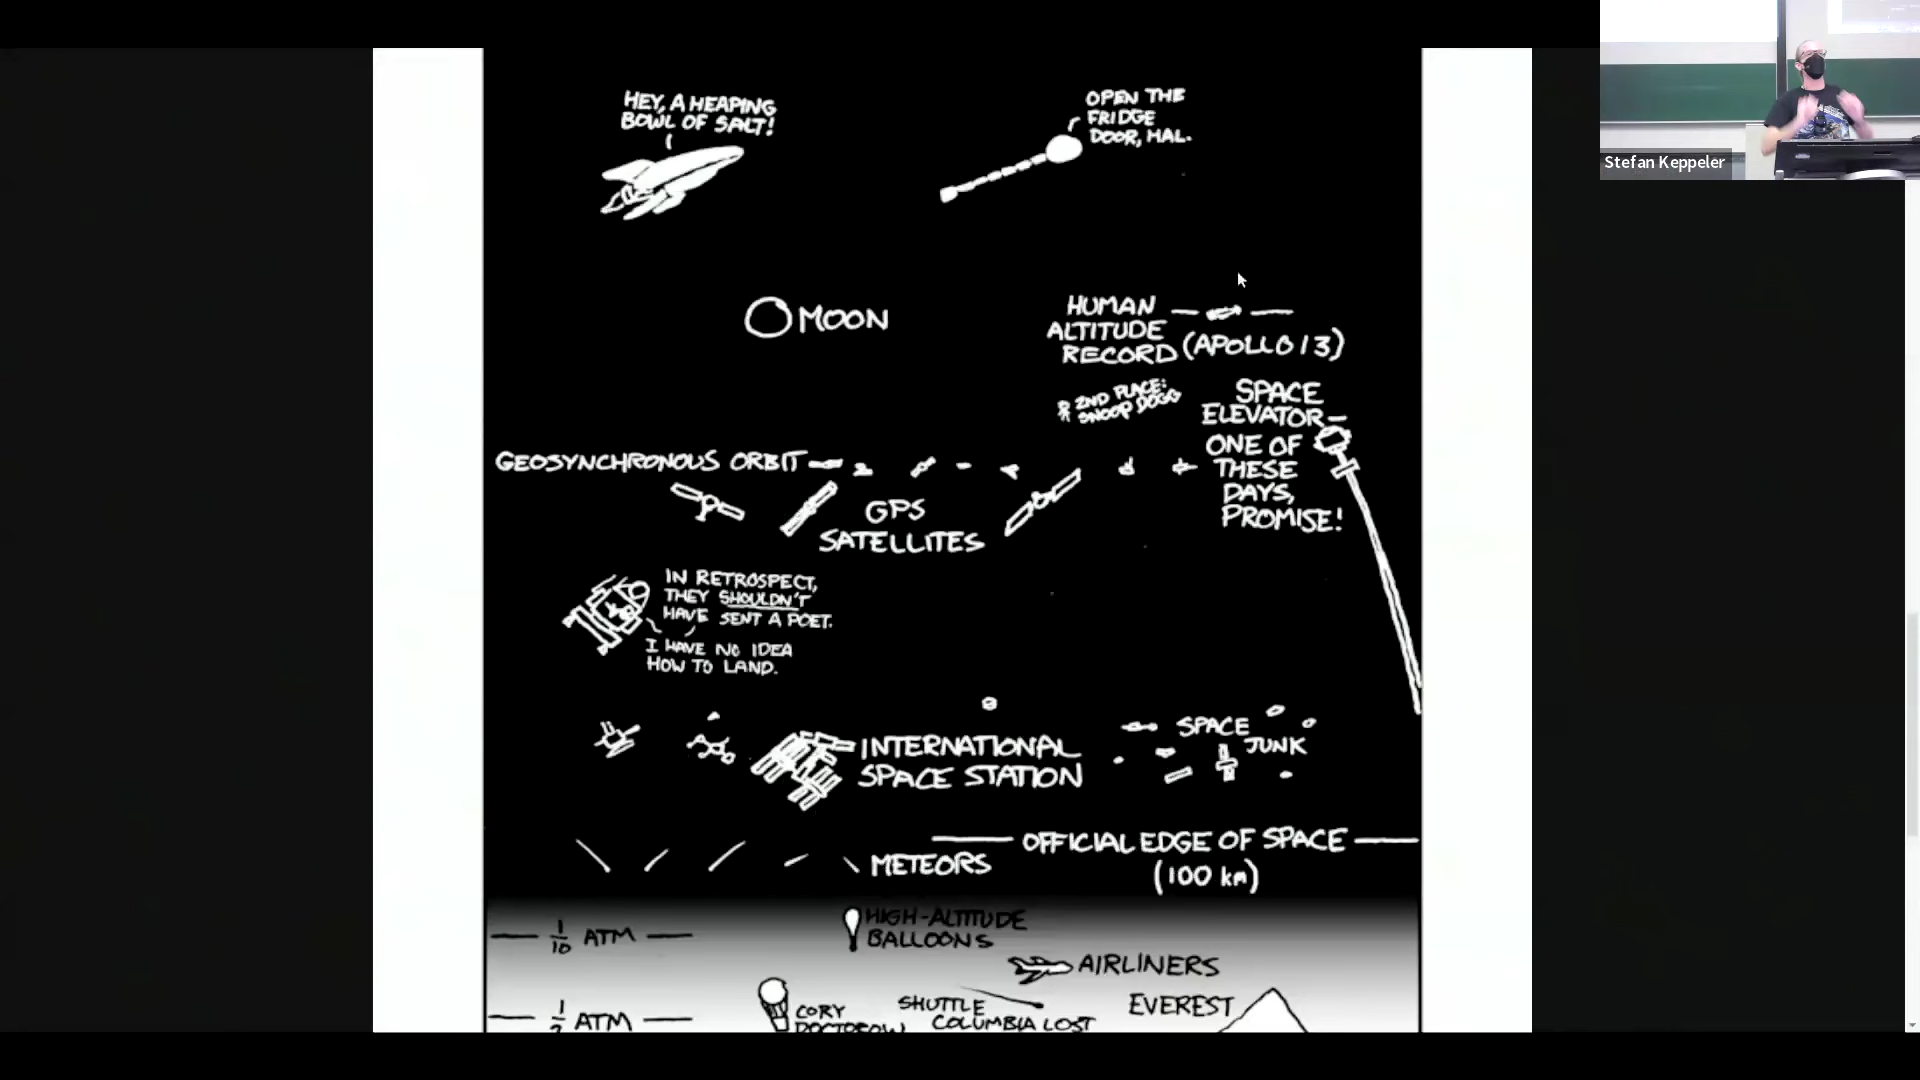 HEY, A HEAPING
BOWL OF SALT!
OPEN THE
FRIDGE
DOOR, HAL.
Stefan Keppeler
MOON
HUMAN
ALTITUDE
RECORD (APOLLO 13)
2ND PLACE:
SNOOP DOGG
SPACE
ELEVATOR
ONE OF
THESE
DAYS,
PROMISE!
GEOSYNCHRONOUS ORBIT
GPS
SATELLITES
IN RETROSPECT,
THEY SHOULDN'T
HAVE SENT A POET.
I HAVE NO IDEA
HOW TO LAND.
INTERNATIONAL
SPACE STATION
SPACE
JUNK
OFFICIAL EDGE OF SPACE
(100 km)
METEORS
1/10 ATM
HIGH-ALTITUDE
BALLOONS
AIRLINERS
EVEREST
SHUTTLE
COLUMBIA LOST
CORY
DOCTOROW
1/2 ATM